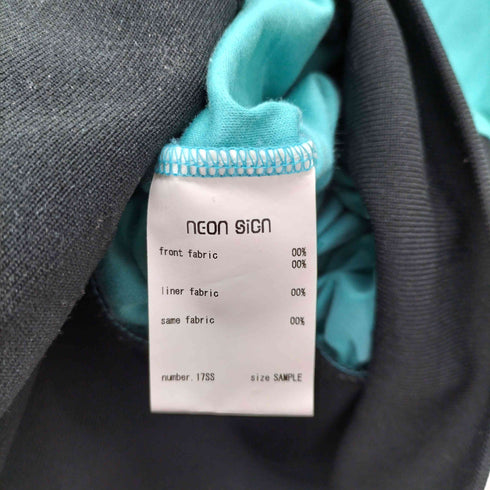 NEON SiGN
front fabric 00%
00%
liner fabric 00%
same fabric 00%
number. 17SS size SAMPLE